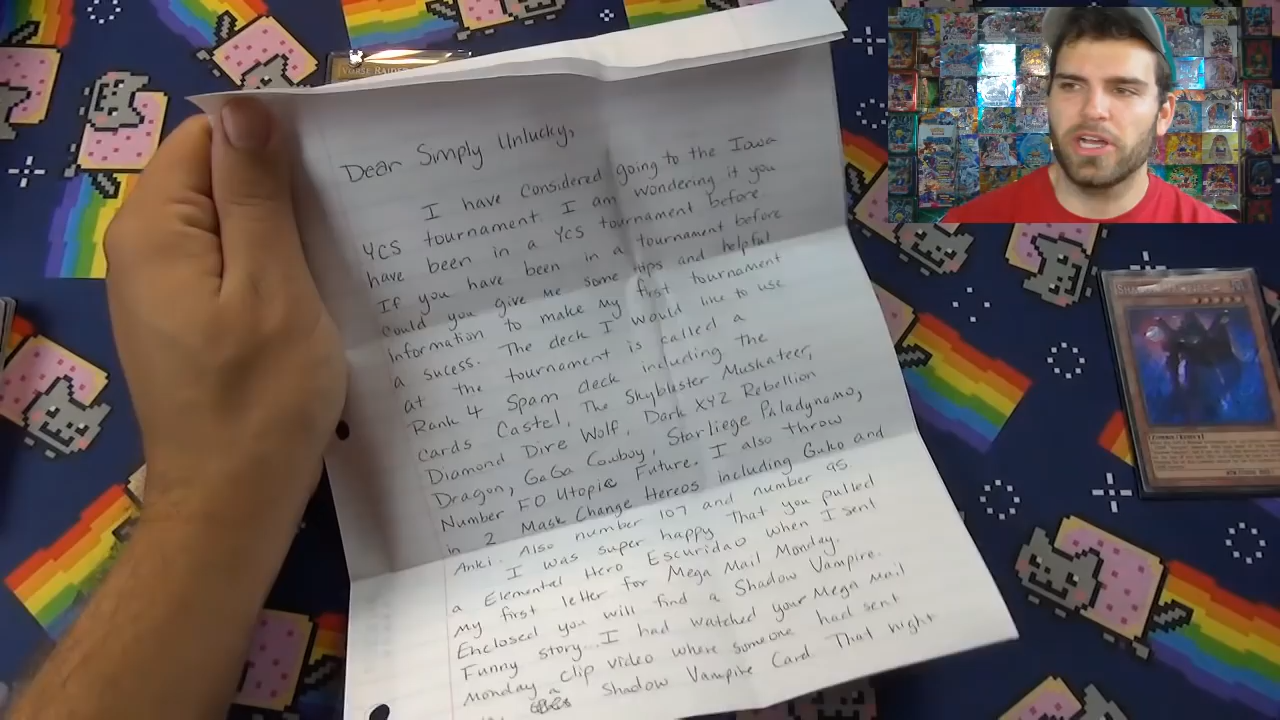 VORSE RAIDER
Dear Simply Unlucky,
I have considered going to the Iowa
YCS tournament. I am wondering it you
have been in a YCS tournament before
If you have been in a tournament before
Could you give me some tips and helpful
information to make my first tournament
a sucess. The deck I would like to use
at the tournament is called a
Rank 4 Spam deck including the
cards Castel, The Skyblaster Muskateer,
Diamond Dire Wolf, Dark XYZ Rebellion
Dragon, GaGa Cowboy, Starliege Paladynamo,
Number F0 Utopic Future. I also throw
in 2 Mask Change Hereos including Goko and
Anki. Also number 107 and number 95.
I was super happy that you pulled
a Elemental Hero Escuridao when I sent
my first letter for Mega Mail Monday.
Enclosed you will find a Shadow Vampire.
Funny story...I had watched your Mega Mail
Monday clip video where someone had sent
a Shadow Vampire Card That night